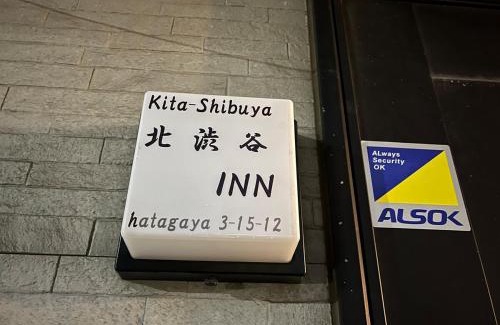 Kita-Shibuya
北渋谷
INN
hatagaya 3-15-12
ALways
Security
OK
ALSOK